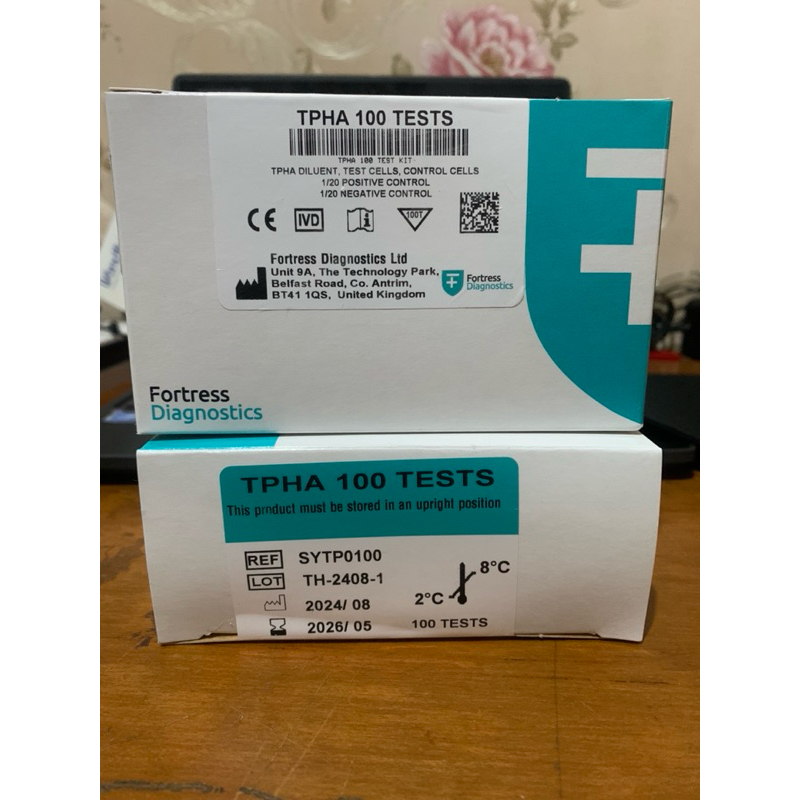 TPHA 100 TESTS
TPHA 100 TEST KIT
TPHA DILUENT, TEST CELLS, CONTROL CELLS
1/20 POSITIVE CONTROL
1/20 NEGATIVE CONTROL
CE IVD i 100T
Fortress Diagnostics Ltd
Unit 9A, The Technology Park,
Belfast Road, Co. Antrim,
BT41 1QS, United Kingdom
Fortress
Diagnostics
Fortress
Diagnostics
TPHA 100 TESTS
This product must be stored in an upright position
REF SYTP0100
LOT TH-2408-1
2024/ 08
2026/ 05
8°C
2°C
100 TESTS